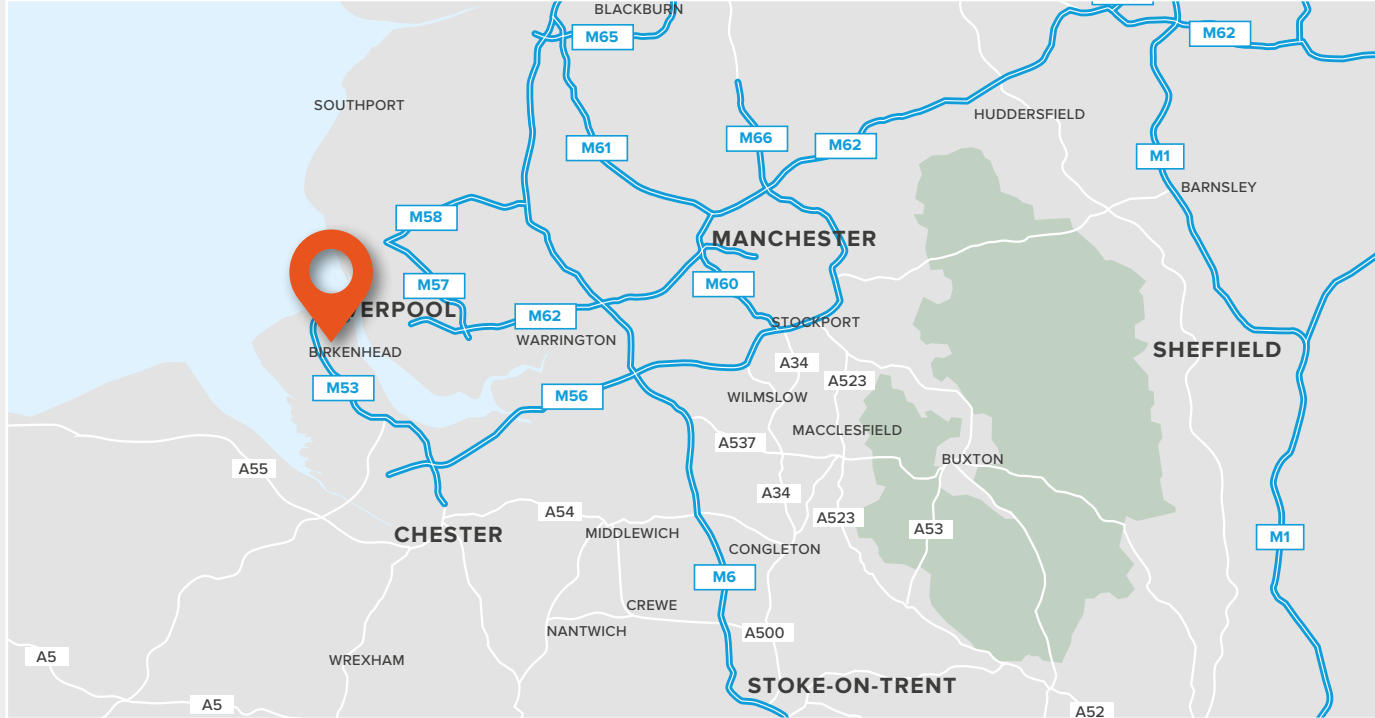 BLACKBURN
M65
M62
SOUTHPORT
HUDDERSFIELD
M66
M62
M61
M1
BARNSLEY
M58
MANCHESTER
M57
M60
VERPOOL
M62
STOCKPORT
WARRINGTON
BIRKENHEAD
SHEFFIELD
A34
A523
M53
M56
WILMSLOW
MACCLESFIELD
A537
BUXTON
A55
A34
A54
A523
A53
CHESTER
MIDDLEWICH
M1
CONGLETON
M6
CREWE
NANTWICH
A500
A5
WREXHAM
STOKE-ON-TRENT
A5
A52